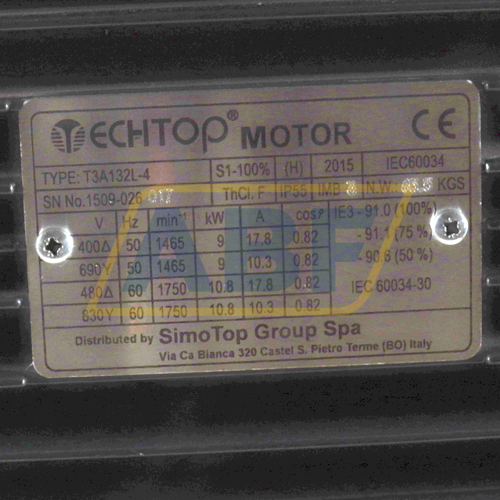 TECHTOP® MOTOR CE
TYPE: T3A132L-4 S1-100% (H) 2015 IEC60034
SN No.1509-026 ThCl. F IP55 IMB N.W. KGS
V Hz min⁻¹ kW A cosφ IE3 - 91.0 (100%)
400Δ 50 1465 9 17.8 0.82 - 91.1 (75 %)
690Y 50 1465 9 10.3 0.82 - 90.6 (50 %)
480Δ 60 1750 10.8 17.8 0.82 IEC 60034-30
830Y 60 1750 10.8 10.3 0.82
Distributed by SimoTop Group Spa
Via Ca Bianca 320 Castel S. Pietro Terme (BO) Italy
ABF